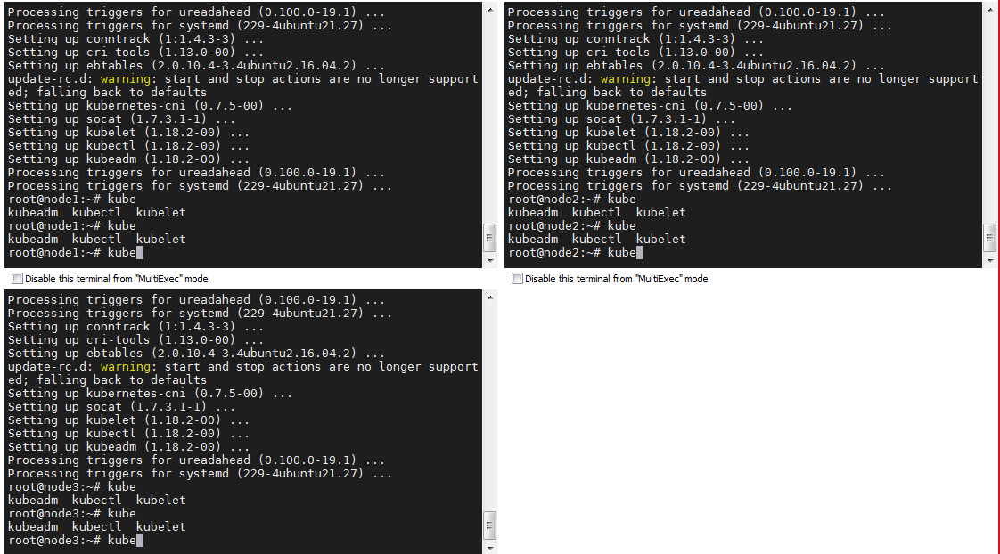 Processing triggers for ureadahead (0.100.0-19.1) ...
Processing triggers for systemd (229-4ubuntu21.27) ...
Setting up conntrack (1:1.4.3-3) ...
Setting up cri-tools (1.13.0-00) ...
Setting up ebtables (2.0.10.4-3.4ubuntu2.16.04.2) ...
update-rc.d: warning: start and stop actions are no longer support
ed; falling back to defaults
Setting up kubernetes-cni (0.7.5-00) ...
Setting up socat (1.7.3.1-1) ...
Setting up kubelet (1.18.2-00) ...
Setting up kubectl (1.18.2-00) ...
Setting up kubeadm (1.18.2-00) ...
Processing triggers for ureadahead (0.100.0-19.1) ...
Processing triggers for systemd (229-4ubuntu21.27) ...
root@node1:~# kube
kubeadm  kubectl  kubelet
root@node1:~# kube
kubeadm  kubectl  kubelet
root@node1:~# kube
Disable this terminal from "MultiExec" mode
Processing triggers for ureadahead (0.100.0-19.1) ...
Processing triggers for systemd (229-4ubuntu21.27) ...
Setting up conntrack (1:1.4.3-3) ...
Setting up cri-tools (1.13.0-00) ...
Setting up ebtables (2.0.10.4-3.4ubuntu2.16.04.2) ...
update-rc.d: warning: start and stop actions are no longer support
ed; falling back to defaults
Setting up kubernetes-cni (0.7.5-00) ...
Setting up socat (1.7.3.1-1) ...
Setting up kubelet (1.18.2-00) ...
Setting up kubectl (1.18.2-00) ...
Setting up kubeadm (1.18.2-00) ...
Processing triggers for ureadahead (0.100.0-19.1) ...
Processing triggers for systemd (229-4ubuntu21.27) ...
root@node2:~# kube
kubeadm  kubectl  kubelet
root@node2:~# kube
kubeadm  kubectl  kubelet
root@node2:~# kube
Disable this terminal from "MultiExec" mode
Processing triggers for ureadahead (0.100.0-19.1) ...
Processing triggers for systemd (229-4ubuntu21.27) ...
Setting up conntrack (1:1.4.3-3) ...
Setting up cri-tools (1.13.0-00) ...
Setting up ebtables (2.0.10.4-3.4ubuntu2.16.04.2) ...
update-rc.d: warning: start and stop actions are no longer support
ed; falling back to defaults
Setting up kubernetes-cni (0.7.5-00) ...
Setting up socat (1.7.3.1-1) ...
Setting up kubelet (1.18.2-00) ...
Setting up kubectl (1.18.2-00) ...
Setting up kubeadm (1.18.2-00) ...
Processing triggers for ureadahead (0.100.0-19.1) ...
Processing triggers for systemd (229-4ubuntu21.27) ...
root@node3:~# kube
kubeadm  kubectl  kubelet
root@node3:~# kube
kubeadm  kubectl  kubelet
root@node3:~# kube